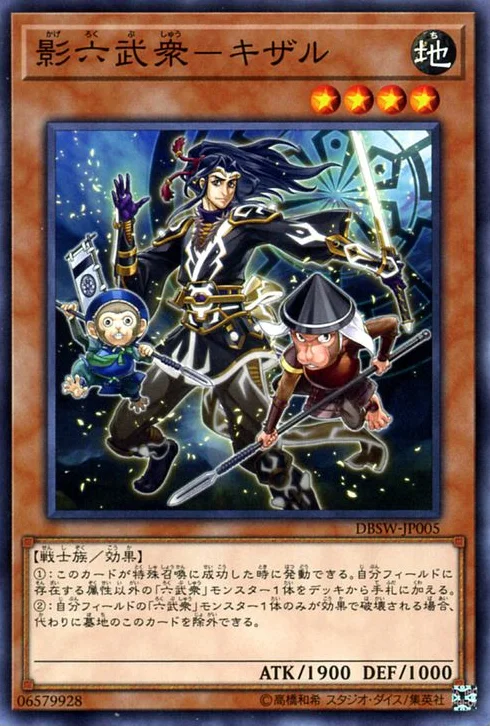 影六武衆－キザル
地
DBSW-JP005
【戦士族／効果】
①:このカードが特殊召喚に成功した時に発動できる。自分フィールドに
存在する属性以外の「六武衆」モンスター1体をデッキから手札に加える。
②:自分フィールドの「六武衆」モンスター1体のみが効果で破壊される場合、
代わりに墓地のこのカードを除外できる。
ATK/1900 DEF/1000
06579928
©高橋和希 スタジオ・ダイス/集英社